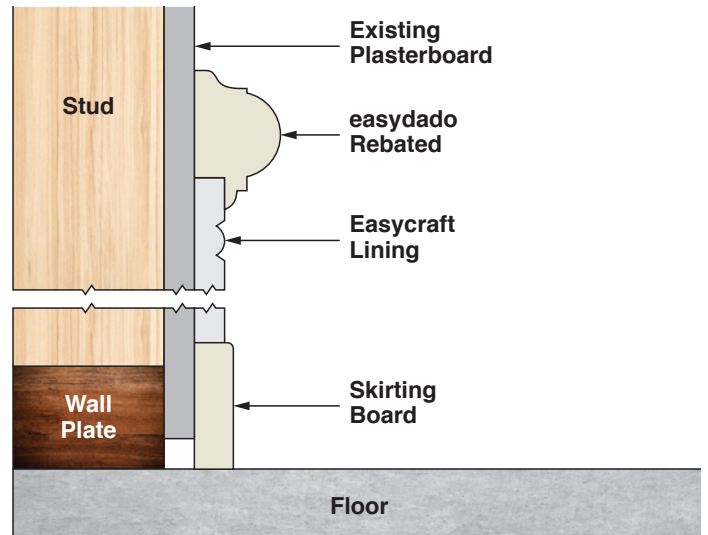 Existing
Plasterboard
Stud
easydado
Rebated
Easycraft
Lining
Skirting
Board
Wall
Plate
Floor